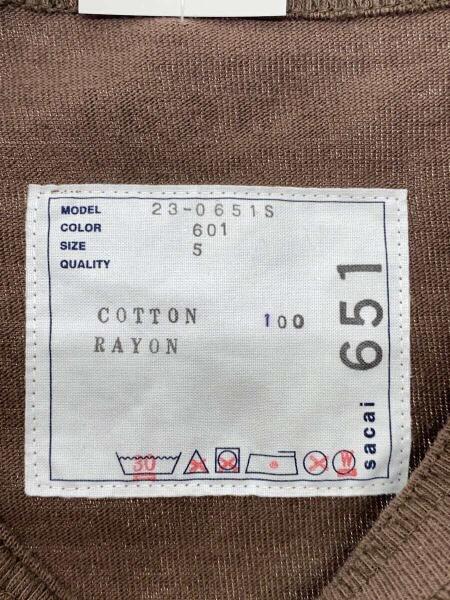 MODEL 23-0651S
COLOR 601
SIZE 5
QUALITY
COTTON 100
RAYON
30
W
sacai 651